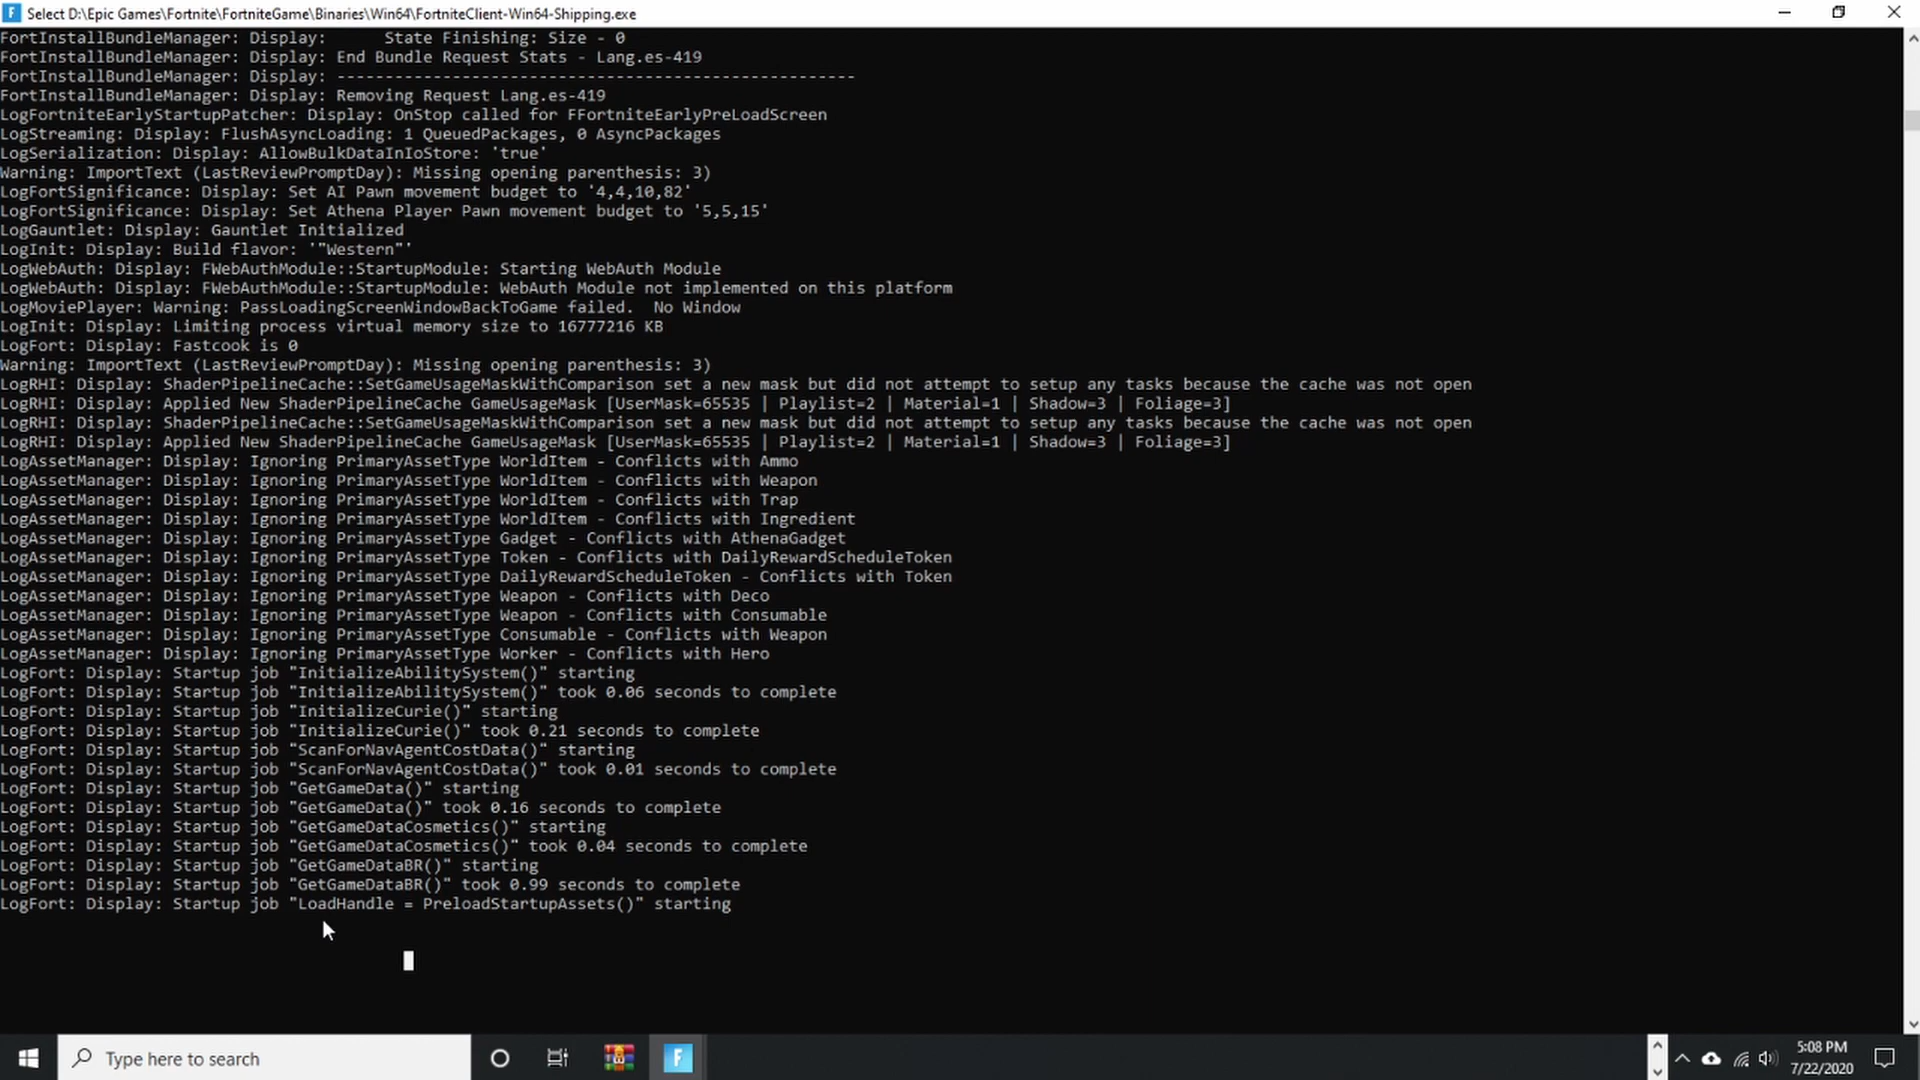 Select D:\Epic Games\Fortnite\FortniteGame\Binaries\Win64\FortniteClient-Win64-Shipping.exe
FortInstallBundleManager: Display:      State Finishing: Size - 0
FortInstallBundleManager: Display: End Bundle Request Stats - Lang.es-419
FortInstallBundleManager: Display: ------------------------------------------------------
FortInstallBundleManager: Display: Removing Request Lang.es-419
LogFortniteEarlyStartupPatcher: Display: OnStop called for FFortniteEarlyPreLoadScreen
LogStreaming: Display: FlushAsyncLoading: 1 QueuedPackages, 0 AsyncPackages
LogSerialization: Display: AllowBulkDataInIoStore: 'true'
Warning: ImportText (LastReviewPromptDay): Missing opening parenthesis: 3)
LogFortSignificance: Display: Set AI Pawn movement budget to '4,4,10,82'
LogFortSignificance: Display: Set Athena Player Pawn movement budget to '5,5,15'
LogGauntlet: Display: Gauntlet Initialized
LogInit: Display: Build flavor: '"Western"'
LogWebAuth: Display: FWebAuthModule::StartupModule: Starting WebAuth Module
LogWebAuth: Display: FWebAuthModule::StartupModule: WebAuth Module not implemented on this platform
LogMoviePlayer: Warning: PassLoadingScreenWindowBackToGame failed.  No Window
LogInit: Display: Limiting process virtual memory size to 16777216 KB
LogFort: Display: Fastcook is 0
Warning: ImportText (LastReviewPromptDay): Missing opening parenthesis: 3)
LogRHI: Display: ShaderPipelineCache::SetGameUsageMaskWithComparison set a new mask but did not attempt to setup any tasks because the cache was not open
LogRHI: Display: Applied New ShaderPipelineCache GameUsageMask [UserMask=65535 | Playlist=2 | Material=1 | Shadow=3 | Foliage=3]
LogRHI: Display: ShaderPipelineCache::SetGameUsageMaskWithComparison set a new mask but did not attempt to setup any tasks because the cache was not open
LogRHI: Display: Applied New ShaderPipelineCache GameUsageMask [UserMask=65535 | Playlist=2 | Material=1 | Shadow=3 | Foliage=3]
LogAssetManager: Display: Ignoring PrimaryAssetType WorldItem - Conflicts with Ammo
LogAssetManager: Display: Ignoring PrimaryAssetType WorldItem - Conflicts with Weapon
LogAssetManager: Display: Ignoring PrimaryAssetType WorldItem - Conflicts with Trap
LogAssetManager: Display: Ignoring PrimaryAssetType WorldItem - Conflicts with Ingredient
LogAssetManager: Display: Ignoring PrimaryAssetType Gadget - Conflicts with AthenaGadget
LogAssetManager: Display: Ignoring PrimaryAssetType Token - Conflicts with DailyRewardScheduleToken
LogAssetManager: Display: Ignoring PrimaryAssetType DailyRewardScheduleToken - Conflicts with Token
LogAssetManager: Display: Ignoring PrimaryAssetType Weapon - Conflicts with Deco
LogAssetManager: Display: Ignoring PrimaryAssetType Weapon - Conflicts with Consumable
LogAssetManager: Display: Ignoring PrimaryAssetType Consumable - Conflicts with Weapon
LogAssetManager: Display: Ignoring PrimaryAssetType Worker - Conflicts with Hero
LogFort: Display: Startup job "InitializeAbilitySystem()" starting
LogFort: Display: Startup job "InitializeAbilitySystem()" took 0.06 seconds to complete
LogFort: Display: Startup job "InitializeCurie()" starting
LogFort: Display: Startup job "InitializeCurie()" took 0.21 seconds to complete
LogFort: Display: Startup job "ScanForNavAgentCostData()" starting
LogFort: Display: Startup job "ScanForNavAgentCostData()" took 0.01 seconds to complete
LogFort: Display: Startup job "GetGameData()" starting
LogFort: Display: Startup job "GetGameData()" took 0.16 seconds to complete
LogFort: Display: Startup job "GetGameDataCosmetics()" starting
LogFort: Display: Startup job "GetGameDataCosmetics()" took 0.04 seconds to complete
LogFort: Display: Startup job "GetGameDataBR()" starting
LogFort: Display: Startup job "GetGameDataBR()" took 0.99 seconds to complete
LogFort: Display: Startup job "LoadHandle = PreloadStartupAssets()" starting
Type here to search
5:08 PM
7/22/2020